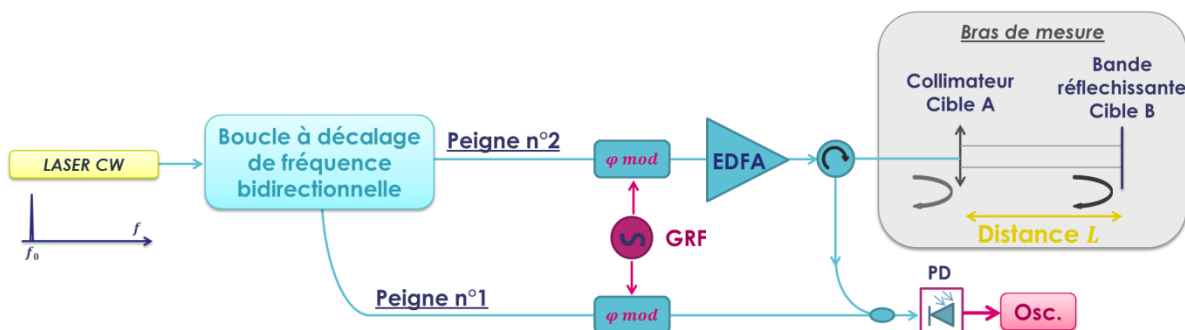 Bras de mesure
Collimateur
Cible A
Bande
réflechissante
Cible B
Boucle à décalage
de fréquence
bidirectionnelle
Peigne n°2
LASER CW
φ mod
EDFA
f
f₀
GRF
Distance L
Peigne n°1
φ mod
PD
Osc.